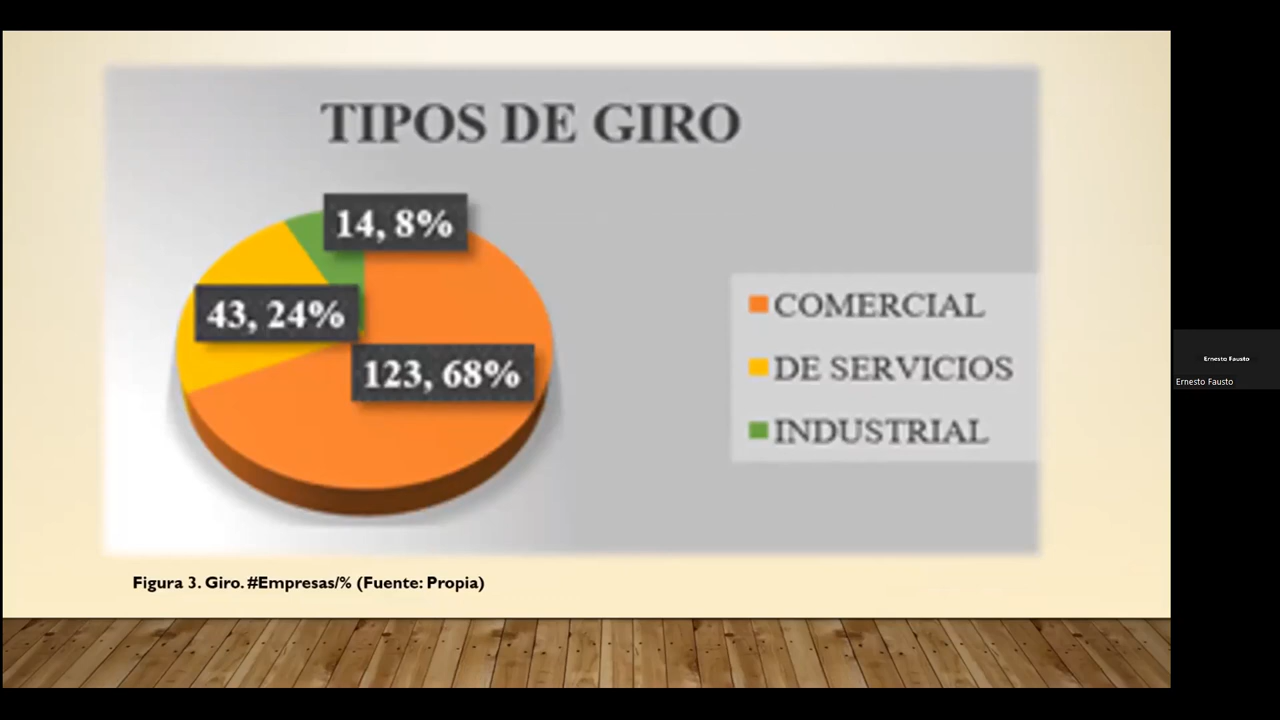 TIPOS DE GIRO
14, 8%
43, 24%
123, 68%
COMERCIAL
DE SERVICIOS
INDUSTRIAL
Figura 3. Giro. #Empresas/% (Fuente: Propia)
Ernesto Fausto
Ernesto Fausto